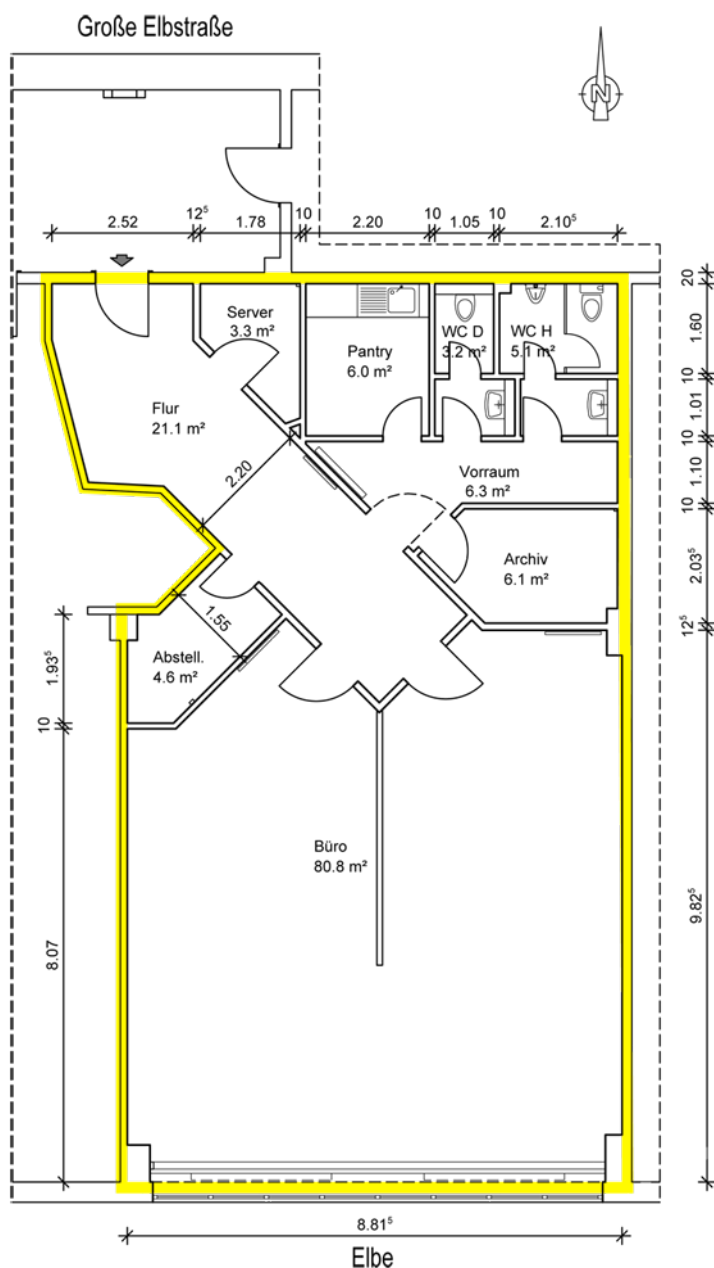 Große Elbstraße
N
2.52
12⁵
1.78
10
2.20
10
1.05
10
2.10⁵
20
1.60
10
1.01
10
1.10
10
2.03⁵
12⁵
9.82⁵
Server
3.3 m²
Pantry
6.0 m²
WC D
3.2 m²
WC H
5.1 m²
Flur
21.1 m²
2.20
Vorraum
6.3 m²
Archiv
6.1 m²
1.55
Abstell.
4.6 m²
1.93⁵
10
8.07
Büro
80.8 m²
8.81⁵
Elbe